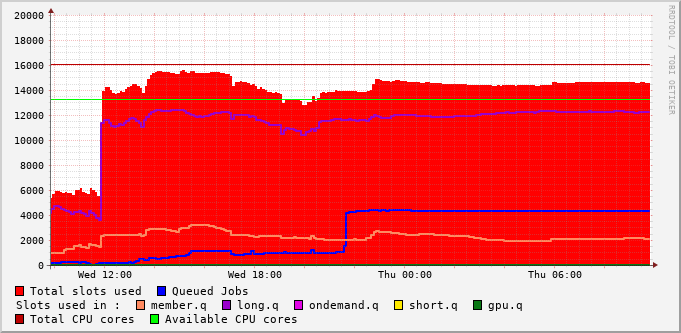 20000
18000
16000
14000
12000
10000
8000
6000
4000
2000
0
Wed 12:00 Wed 18:00 Thu 00:00 Thu 06:00
Total slots used Queued Jobs
Slots used in : member.q long.q ondemand.q short.q gpu.q
Total CPU cores Available CPU cores
RRDTOOL / TOBI OETIKER